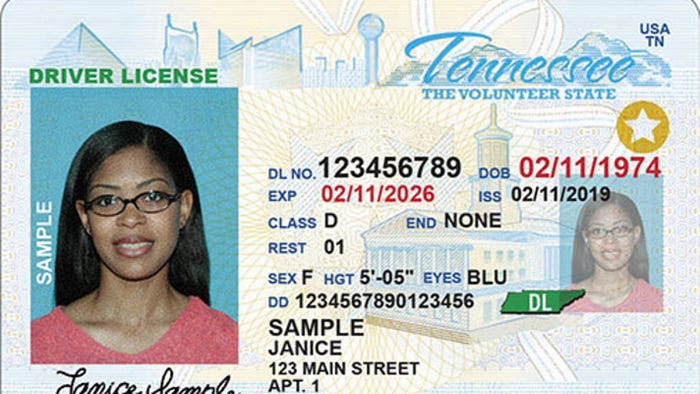 USA
TN
Tennessee
THE VOLUNTEER STATE
DRIVER LICENSE
SAMPLE
DL NO. 123456789 DOB 02/11/1974
EXP 02/11/2026 ISS 02/11/2019
CLASS D END NONE
REST 01
SEX F HGT 5'-05" EYES BLU
DD 1234567890123456
DL
SAMPLE
JANICE
123 MAIN STREET
APT. 1
Janice Sample